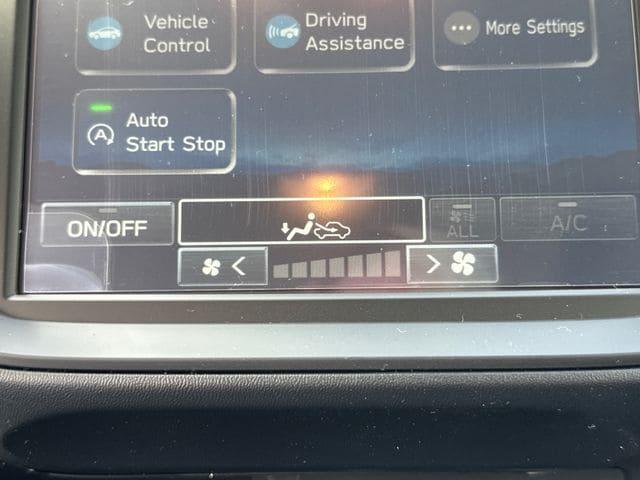 Vehicle
Control
Driving
Assistance
More Settings
Auto
Start Stop
A
ON/OFF
ALL
A/C